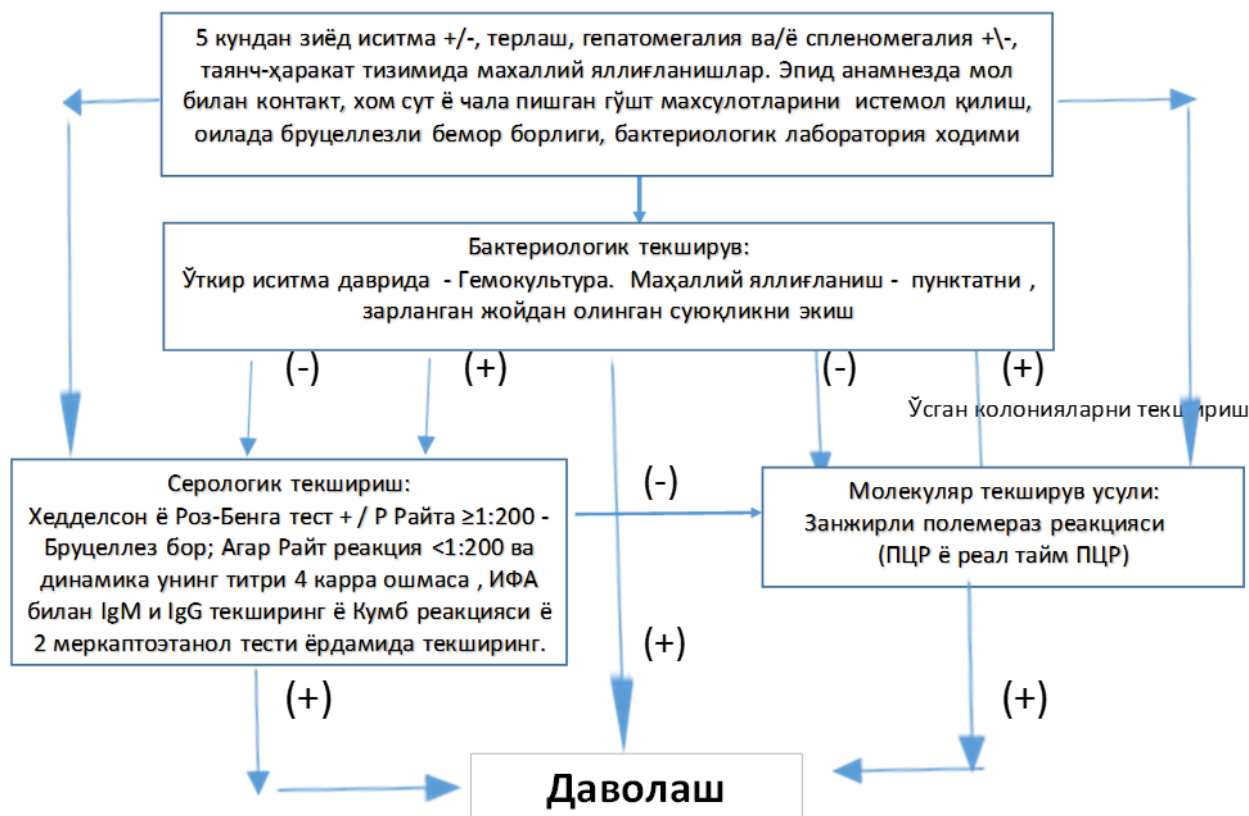 5 кундан зиёд иситма +/-, терлаш, гепатомегалия ва/ё спленомегалия +\-,
таянч-ҳаракат тизимида махаллий яллиғланишлар. Эпид анамнезда мол
билан контакт, хом сут ё чала пишган гўшт махсулотларини истемол қилиш,
оилада бруцеллезли бемор борлиги, бактериологик лаборатория ходими
Бактериологик текширув:
Ўткир иситма даврида - Гемокультура. Маҳаллий яллиғланиш - пунктатни ,
зарланган жойдан олинган суюқликни экиш
(-) (+) (-) (+)
Ўсган колонияларни текшириш
Серологик текшириш:
Хедделсон ё Роз-Бенга тест + / Р Райта ≥1:200 -
Бруцеллез бор; Агар Райт реакция <1:200 ва
динамика унинг титри 4 карра ошмаса , ИФА
билан IgM и IgG текширинг ё Кумб реакцияси ё
2 меркаптоэтанол тести ёрдамида текширинг.
(-)
Молекуляр текширув усули:
Занжирли полемераз реакцияси
(ПЦР ё реал тайм ПЦР)
(+)
(+) (+)
Даволаш